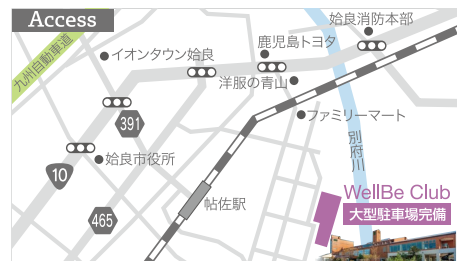 Access
姶良消防本部
鹿児島トヨタ
イオンタウン姶良
九州自動車道
洋服の青山
ファミリーマート
391
別府川
姶良市役所
10
WellBe Club
大型駐車場完備
帖佐駅
465